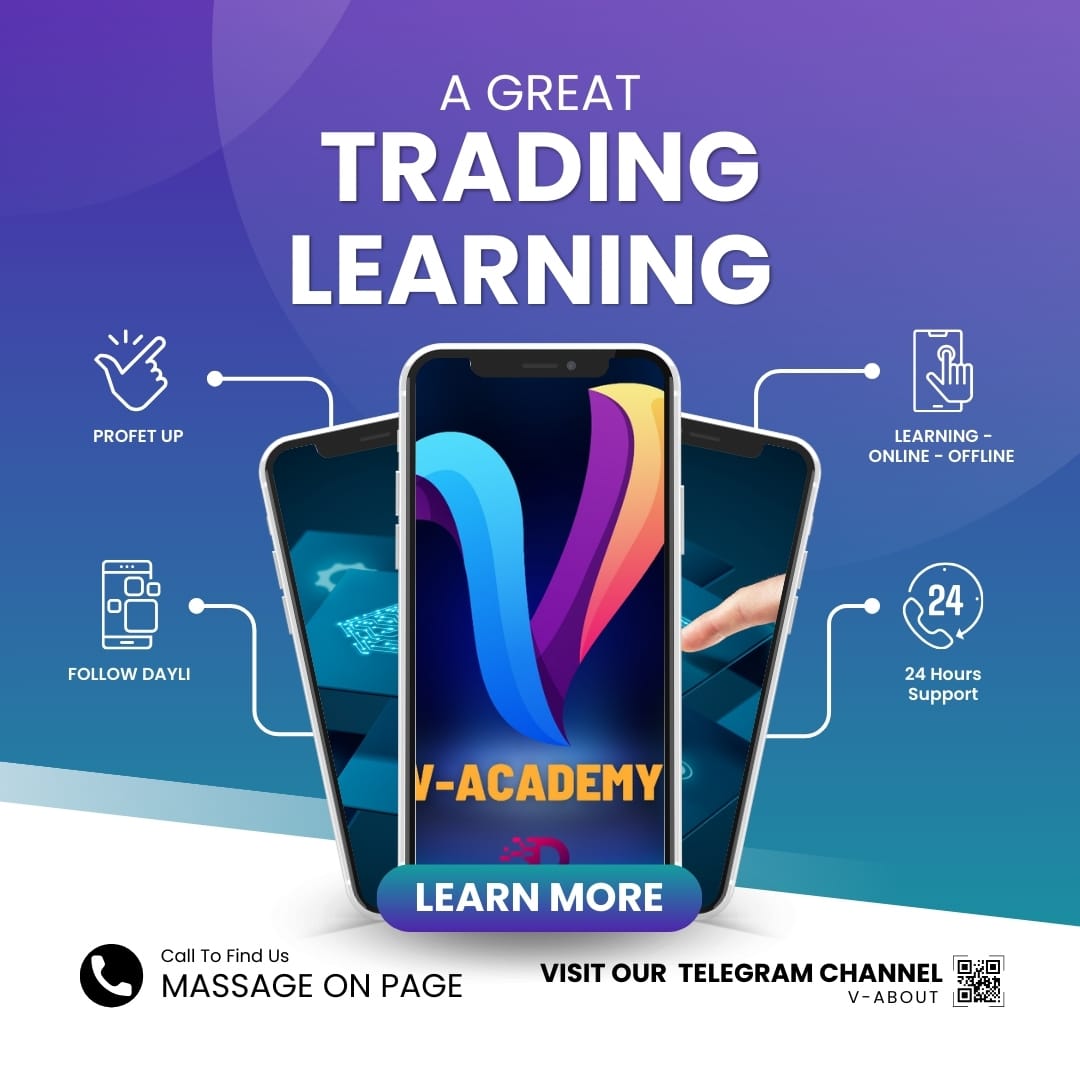 A GREAT
TRADING
LEARNING
PROFET UP
LEARNING -
ONLINE - OFFLINE
FOLLOW DAYLI
24
24 Hours
Support
V-ACADEMY
LEARN MORE
Call To Find Us
MASSAGE ON PAGE
VISIT OUR TELEGRAM CHANNEL
V-ABOUT